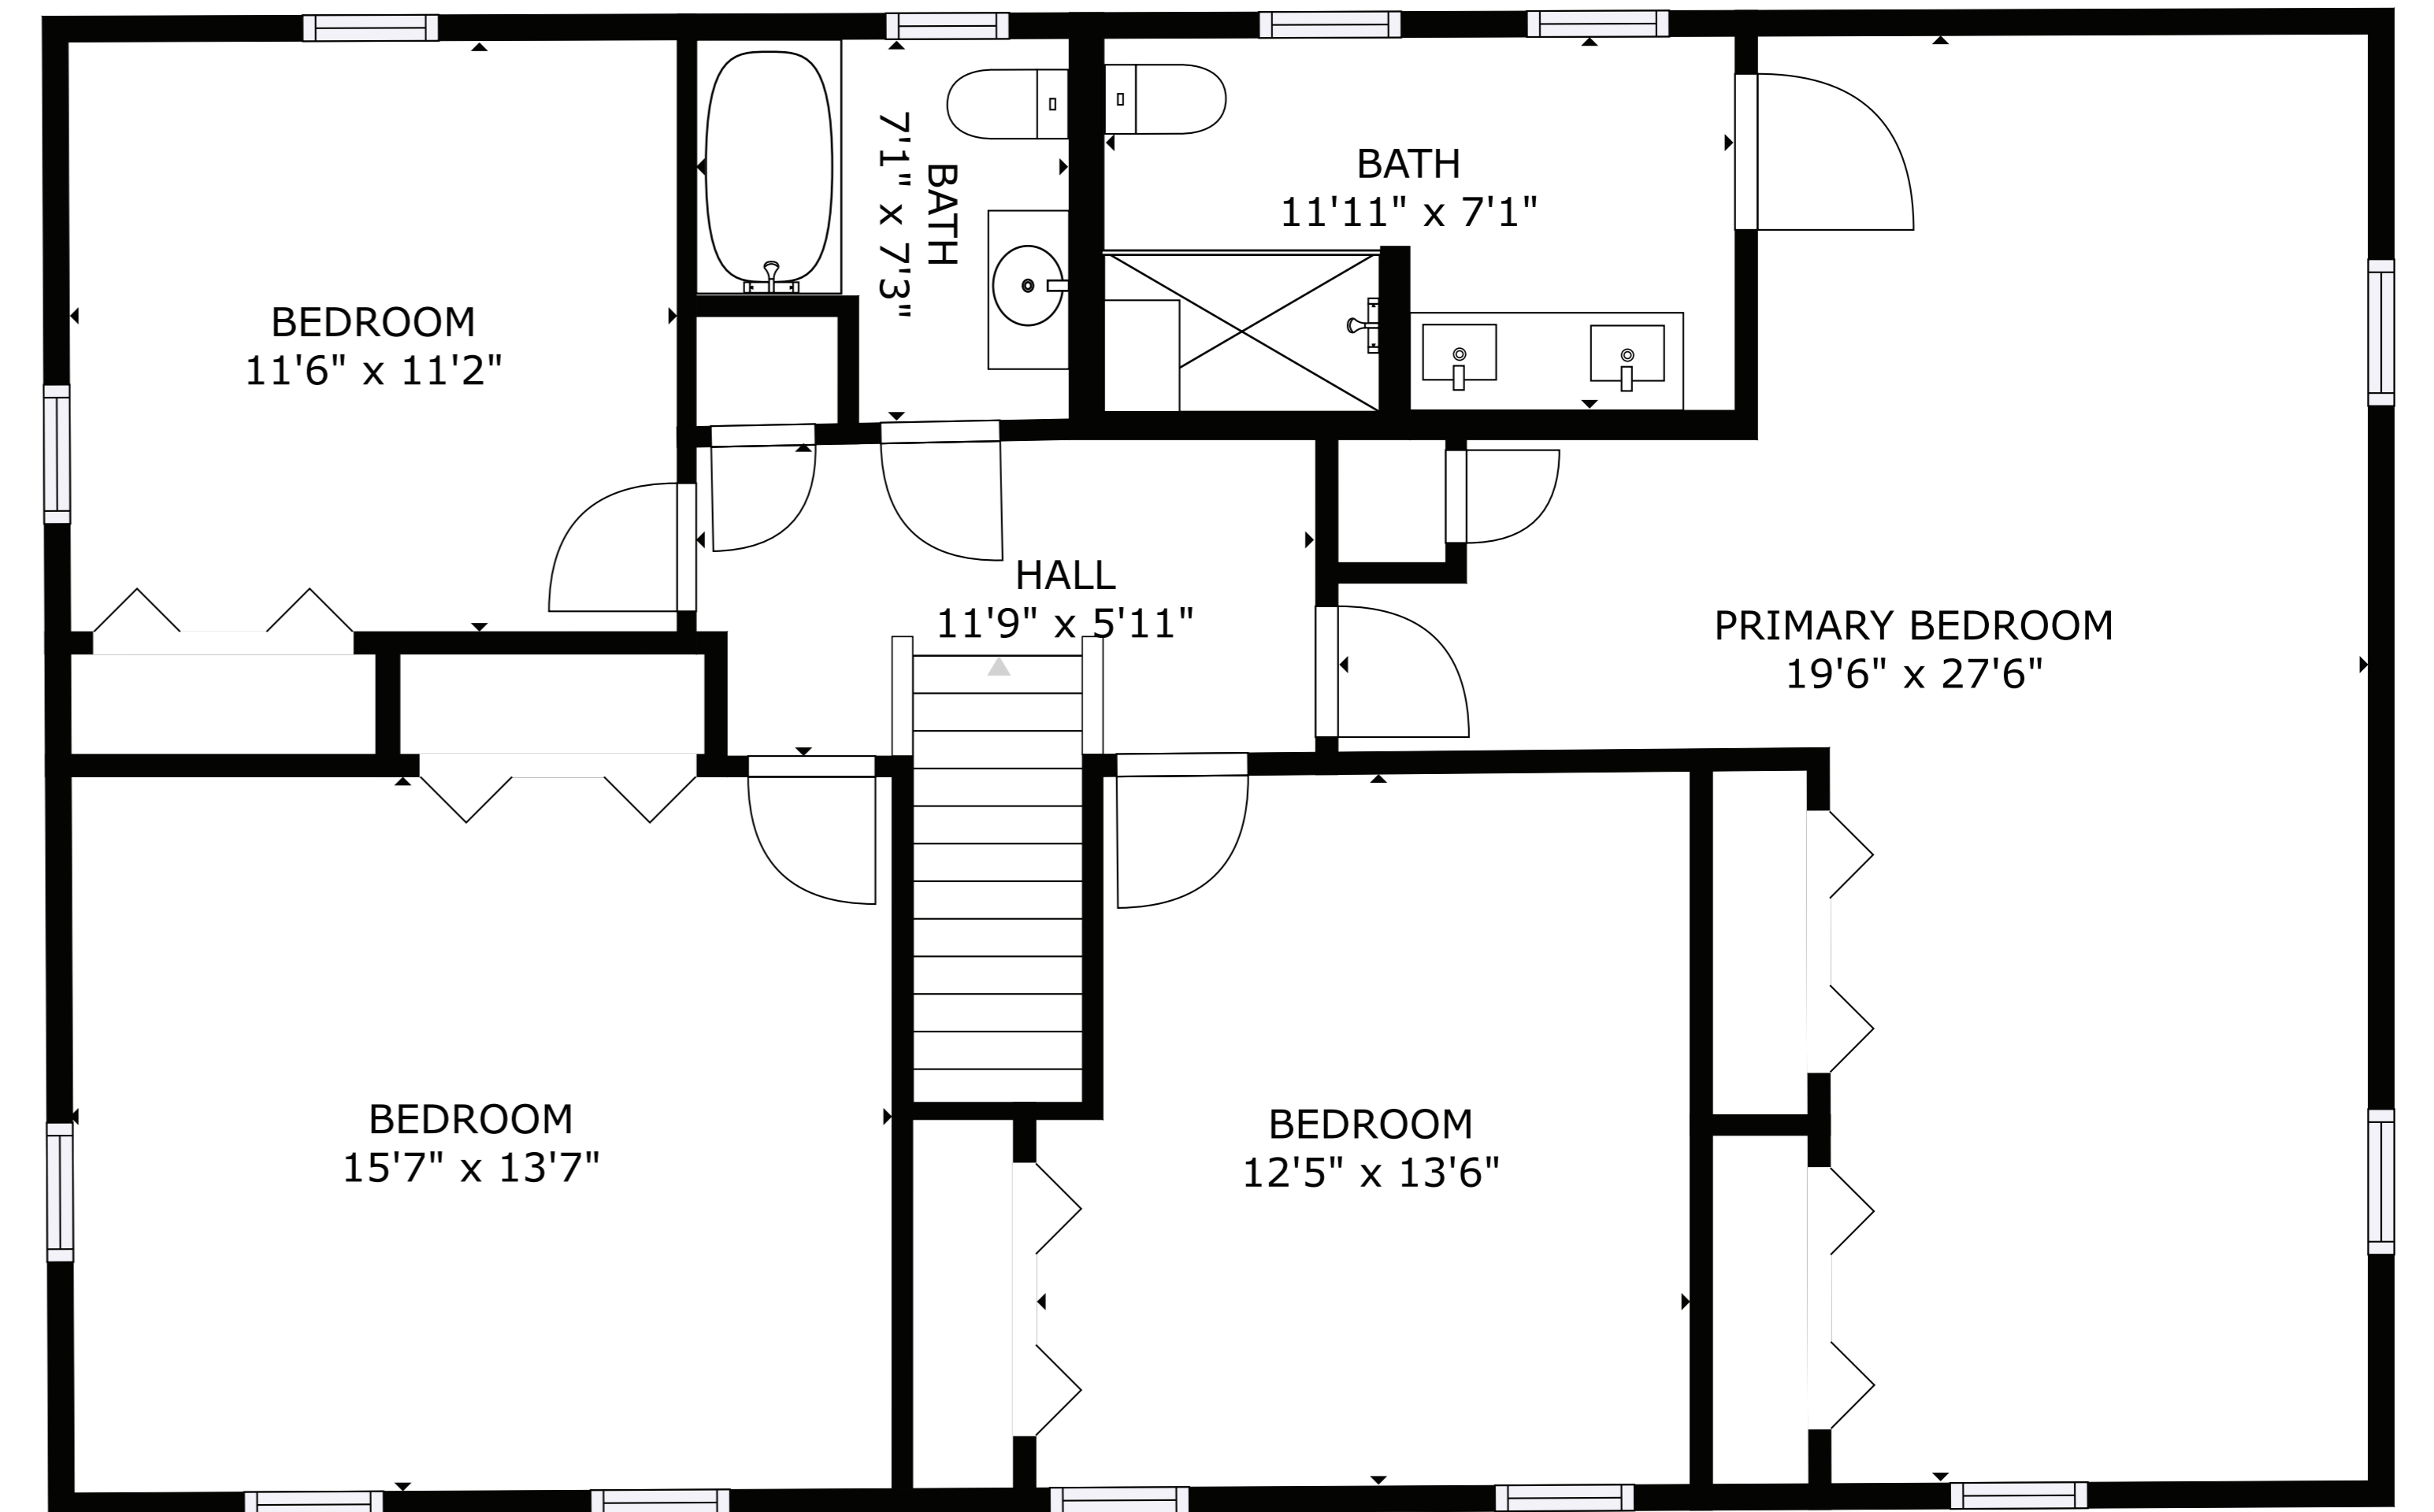 BATH
7'1" x 7'3"
BATH
11'11" x 7'1"
BEDROOM
11'6" x 11'2"
HALL
11'9" x 5'11"
PRIMARY BEDROOM
19'6" x 27'6"
BEDROOM
15'7" x 13'7"
BEDROOM
12'5" x 13'6"